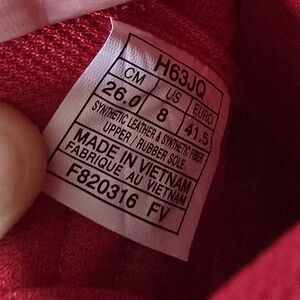 H63JQ
CM US EURO
26.0 8 41.5
SYNTHETIC LEATHER & SYNTHETIC FIBER
UPPER / RUBBER SOLE
MADE IN VIETNAM
FABRIQUE AU VIETNAM
F820316 FV